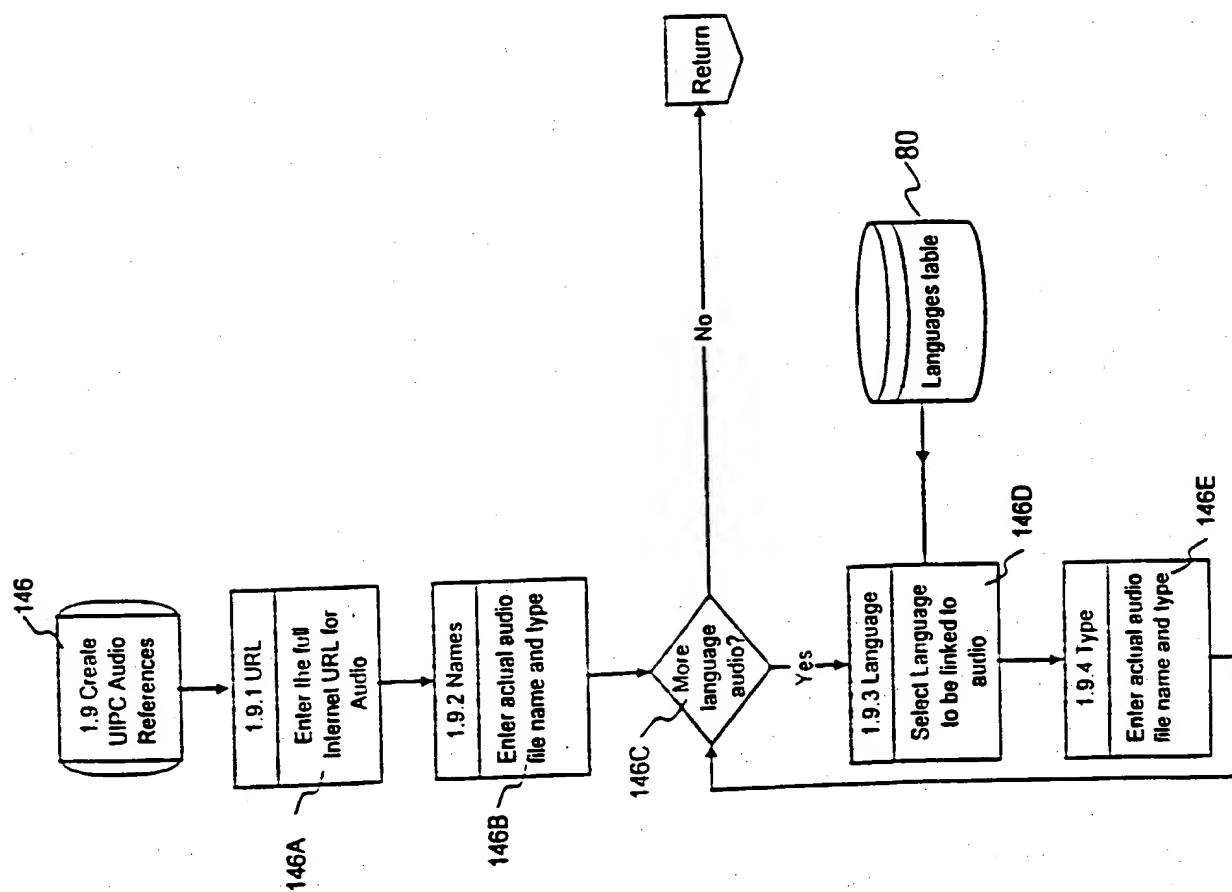 146
1.9 Create
UIPC Audio
References
1.9.1 URL
Enter the full
Internet URL for
Audio
146A
1.9.2 Names
Enter actual audio
file name and type
146B
More
language
audio?
146C
No
Return
Yes
1.9.3 Language
Select Language
to be linked to
audio
146D
Languages table
80
1.9.4 Type
Enter actual audio
file name and type
146E